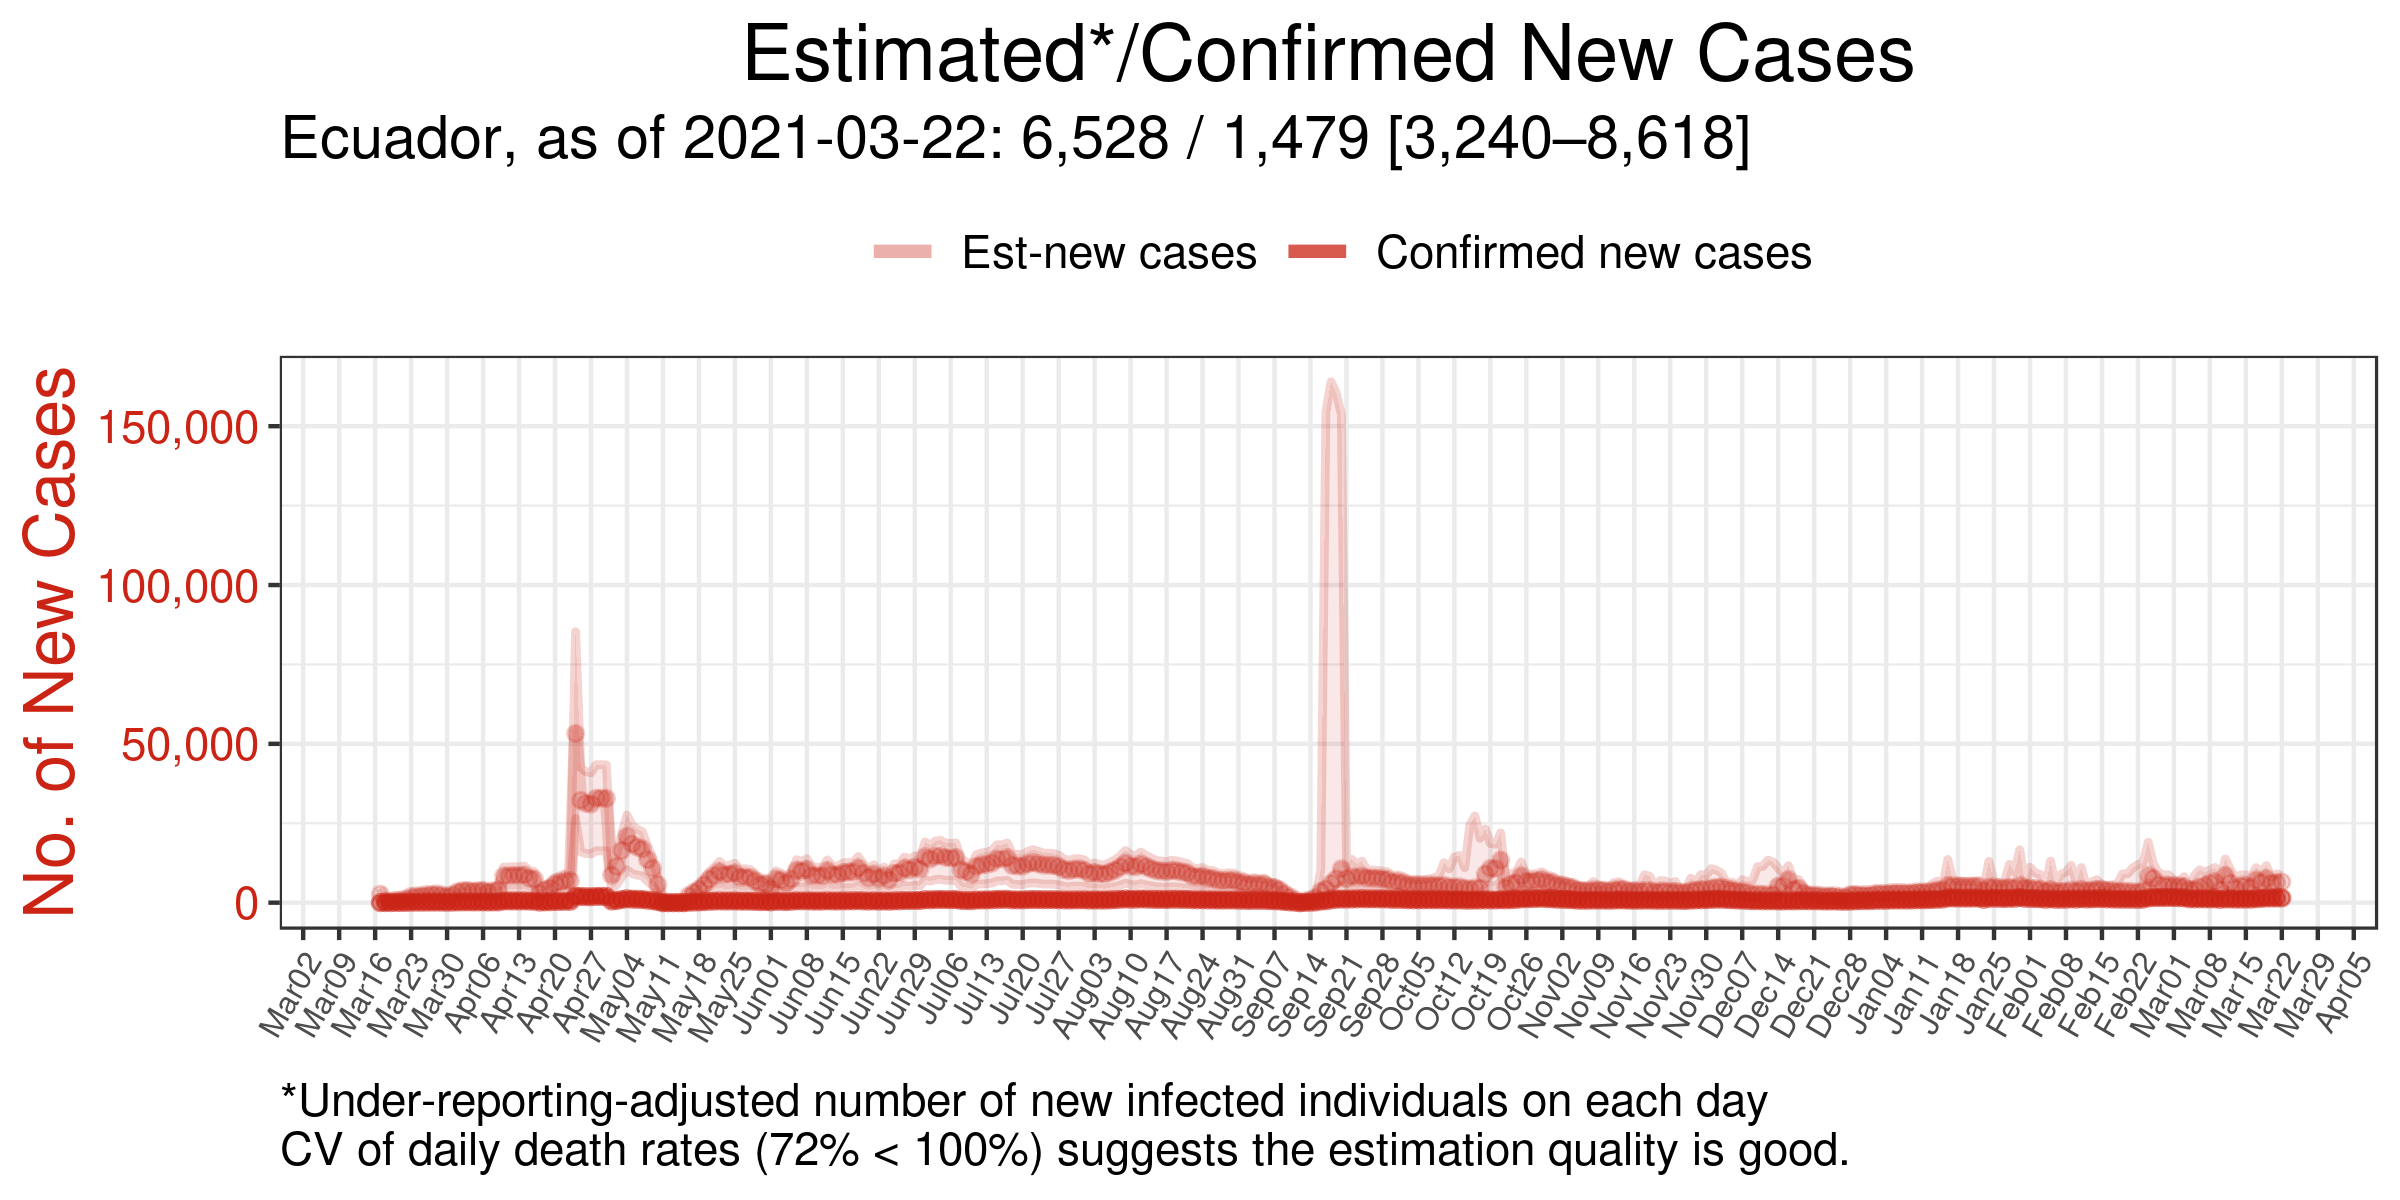 Estimated*/Confirmed New Cases
Ecuador, as of 2021-03-22: 6,528 / 1,479 [3,240–8,618]
Est-new cases
Confirmed new cases
No. of New Cases
150,000
100,000
50,000
0
Mar02
Mar09
Mar16
Mar23
Mar30
Apr06
Apr13
Apr20
Apr27
May04
May11
May18
May25
Jun01
Jun08
Jun15
Jun22
Jun29
Jul06
Jul13
Jul20
Jul27
Aug03
Aug10
Aug17
Aug24
Aug31
Sep07
Sep14
Sep21
Sep28
Oct05
Oct12
Oct19
Oct26
Nov02
Nov09
Nov16
Nov23
Nov30
Dec07
Dec14
Dec21
Dec28
Jan04
Jan11
Jan18
Jan25
Feb01
Feb08
Feb15
Feb22
Mar01
Mar08
Mar15
Mar22
Mar29
Apr05
*Under-reporting-adjusted number of new infected individuals on each day
CV of daily death rates (72% < 100%) suggests the estimation quality is good.